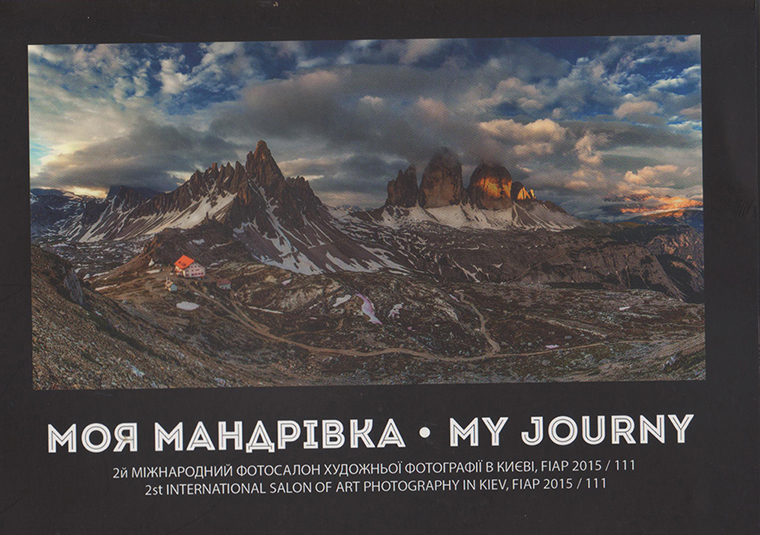 МОЯ МАНДРІВКА • MY JOURNY
2й МІЖНАРОДНИЙ ФОТОСАЛОН ХУДОЖНЬОЇ ФОТОГРАФІЇ В КИЄВІ, FIAP 2015 / 111
2st INTERNATIONAL SALON OF ART PHOTOGRAPHY IN KIEV, FIAP 2015 / 111